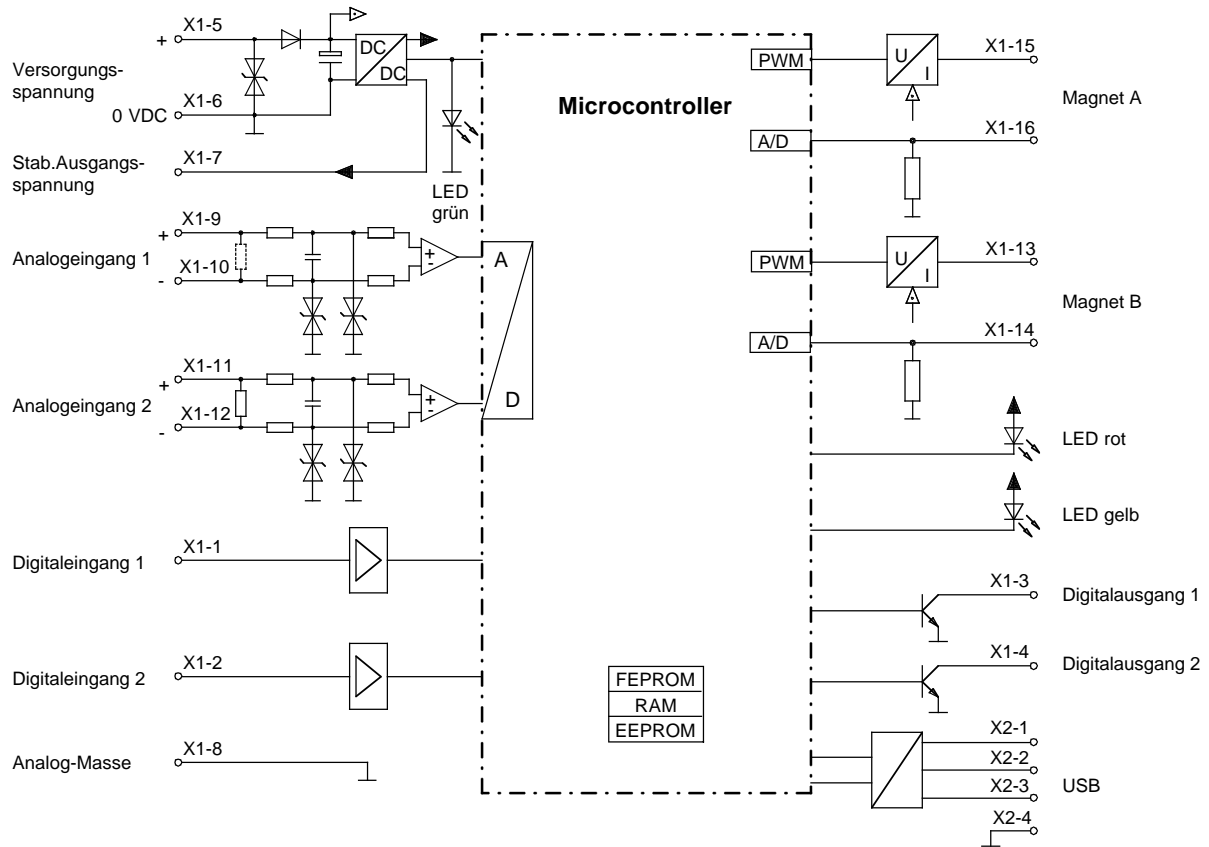 X1-5
+
DC
DC
Versorgungs-
spannung
X1-6
0 VDC
Stab.Ausgangs-
spannung
X1-7
LED
grün
X1-9
+
Analogeingang 1
X1-10
-
+
-
A
D
X1-11
+
Analogeingang 2
X1-12
-
+
-
Digitaleingang 1
X1-1
Digitaleingang 2
X1-2
Analog-Masse
X1-8
Microcontroller
FEPROM
RAM
EEPROM
PWM
U
I
X1-15
Magnet A
A/D
X1-16
PWM
U
I
X1-13
Magnet B
A/D
X1-14
LED rot
LED gelb
X1-3
Digitalausgang 1
X1-4
Digitalausgang 2
X2-1
X2-2
X2-3
USB
X2-4